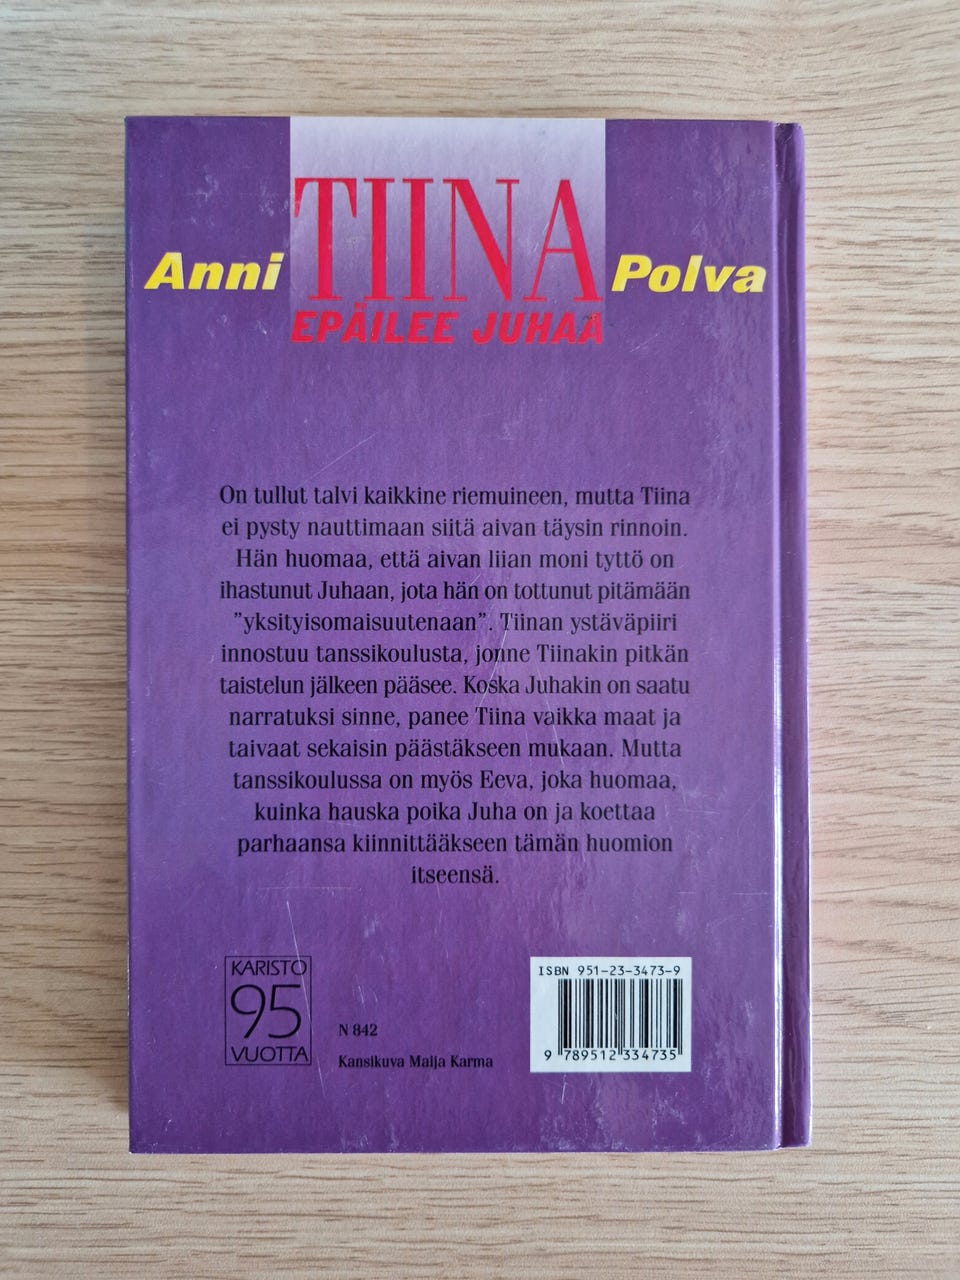 Anni TIINA Polva
EPÄILEE JUHAA
On tullut talvi kaikkine riemuineen, mutta Tiina
ei pysty nauttimaan siitä aivan täysin rinnoin.
Hän huomaa, että aivan liian moni tyttö on
ihastunut Juhaan, jota hän on tottunut pitämään
"yksityisomaisuutenaan". Tiinan ystäväpiiri
innostuu tanssikoulusta, jonne Tiinakin pitkän
taistelun jälkeen pääsee. Koska Juhakin on saatu
narratuksi sinne, panee Tiina vaikka maat ja
taivaat sekaisin päästäkseen mukaan. Mutta
tanssikoulussa on myös Eeva, joka huomaa,
kuinka hauska poika Juha on ja koettaa
parhaansa kiinnittääkseen tämän huomion
itseensä.
KARISTO
95
VUOTTA
N 842
Kansikuva Maija Karma
ISBN 951-23-3473-9
9 789512 334735